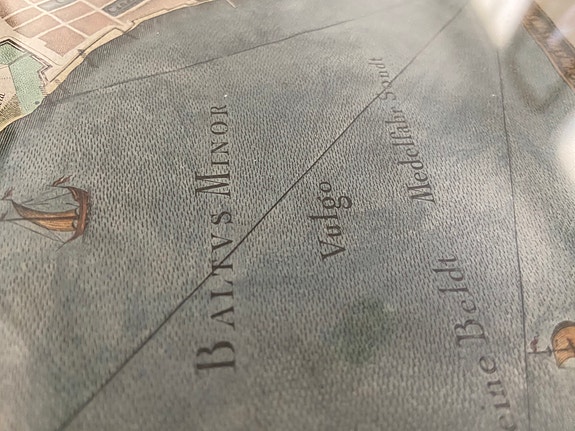 BALTVS MINOR
Vulgo
Medelfahr Sundt
eine Beldt